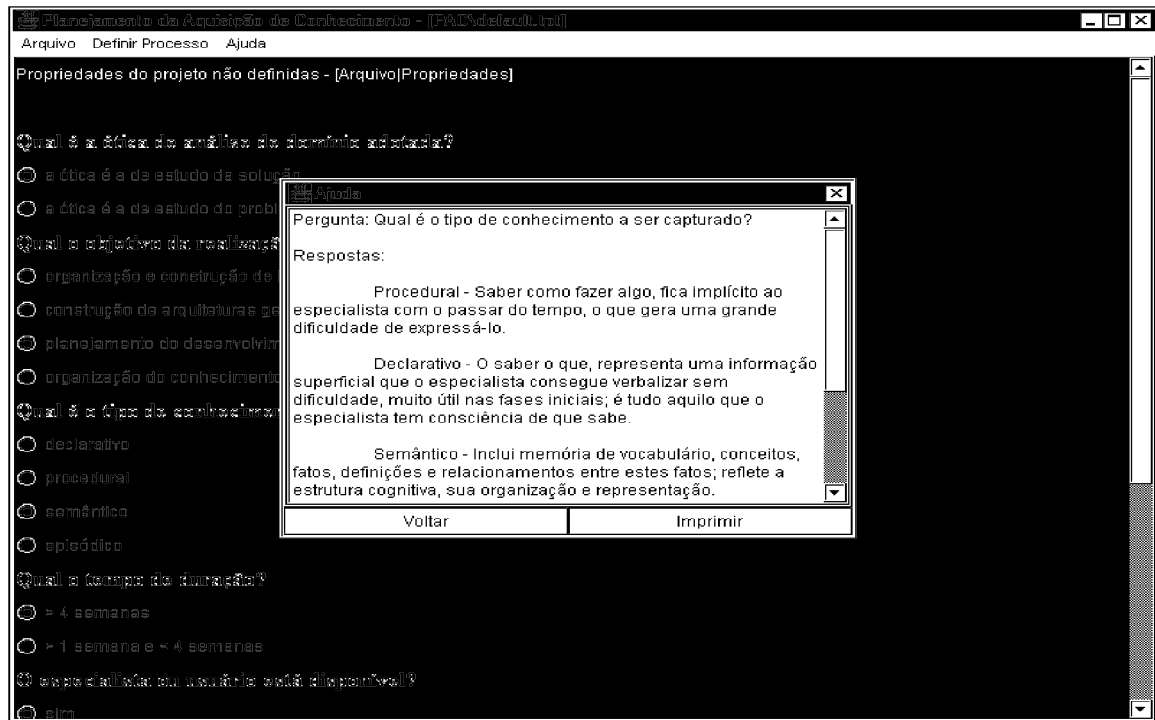 Planejamento da Aquisição de Conhecimento - [PAC\default.tpt]
Arquivo Definir Processo Ajuda
Propriedades do projeto não definidas - [Arquivo|Propriedades]
Qual é a ótica de análise de domínio adotada?
a ótica é a de estudo da solução
a ótica é a de estudo do probl
Qual o objetivo da realizaçã
organização e construção de
construção de arquiteturas ge
planejamento do desenvolvim
organização do conhecimento
Qual é o tipo de conhecimen
declarativo
procedural
semântico
episódico
Qual o tempo de duração?
> 4 semanas
> 1 semana e < 4 semanas
O especialista ou usuário está disponível?
sim
Ajuda
Pergunta: Qual é o tipo de conhecimento a ser capturado?
Respostas:
Procedural - Saber como fazer algo, fica implícito ao
especialista com o passar do tempo, o que gera uma grande
dificuldade de expressá-lo.
Declarativo - O saber o que, representa uma informação
superficial que o especialista consegue verbalizar sem
dificuldade, muito útil nas fases iniciais; é tudo aquilo que o
especialista tem consciência de que sabe.
Semântico - Inclui memória de vocabulário, conceitos,
fatos, definições e relacionamentos entre estes fatos; reflete a
estrutura cognitiva, sua organização e representação.
Voltar Imprimir